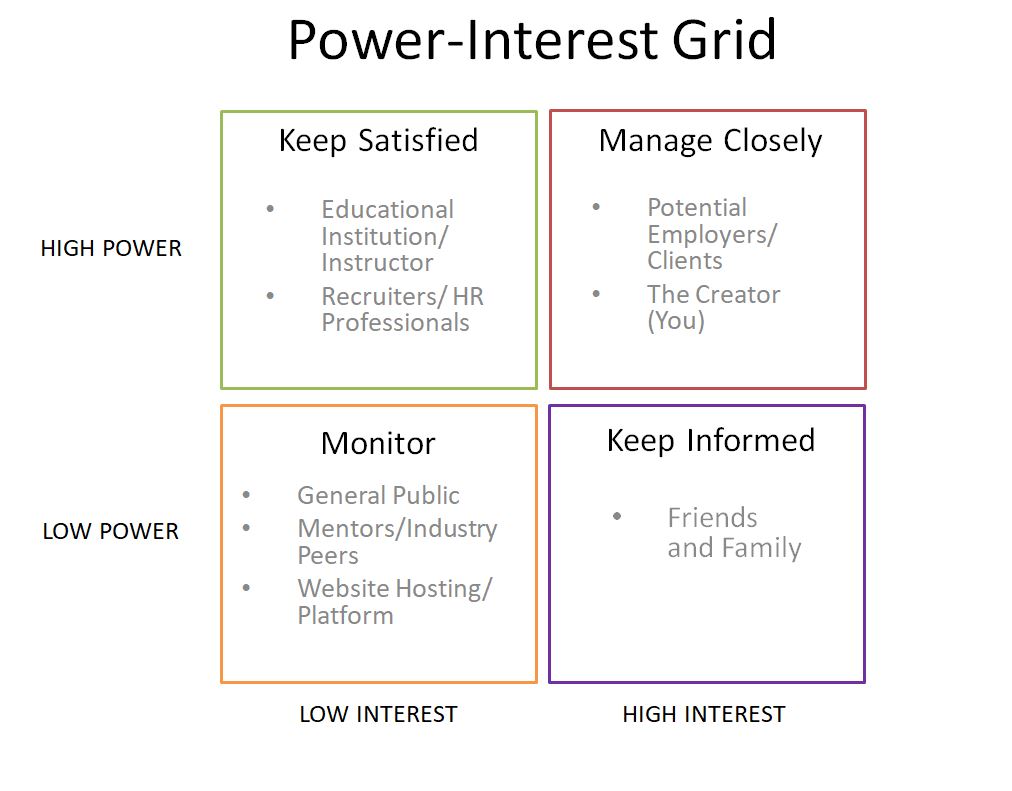 Power-Interest Grid
Keep Satisfied
• Educational
Institution/
Instructor
• Recruiters/ HR
Professionals
Manage Closely
• Potential
Employers/
Clients
• The Creator
(You)
HIGH POWER
Monitor
• General Public
• Mentors/Industry
Peers
• Website Hosting/
Platform
Keep Informed
• Friends
and Family
LOW POWER
LOW INTEREST
HIGH INTEREST